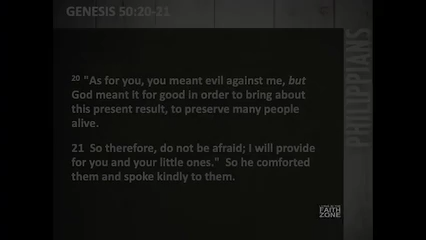 GENESIS 50:20-21
20 "As for you, you meant evil against me, but
God meant it for good in order to bring about
this present result, to preserve many people
alive.
21 So therefore, do not be afraid; I will provide
for you and your little ones." So he comforted
them and spoke kindly to them.
PHILIPPIANS
FAITH
ZONE